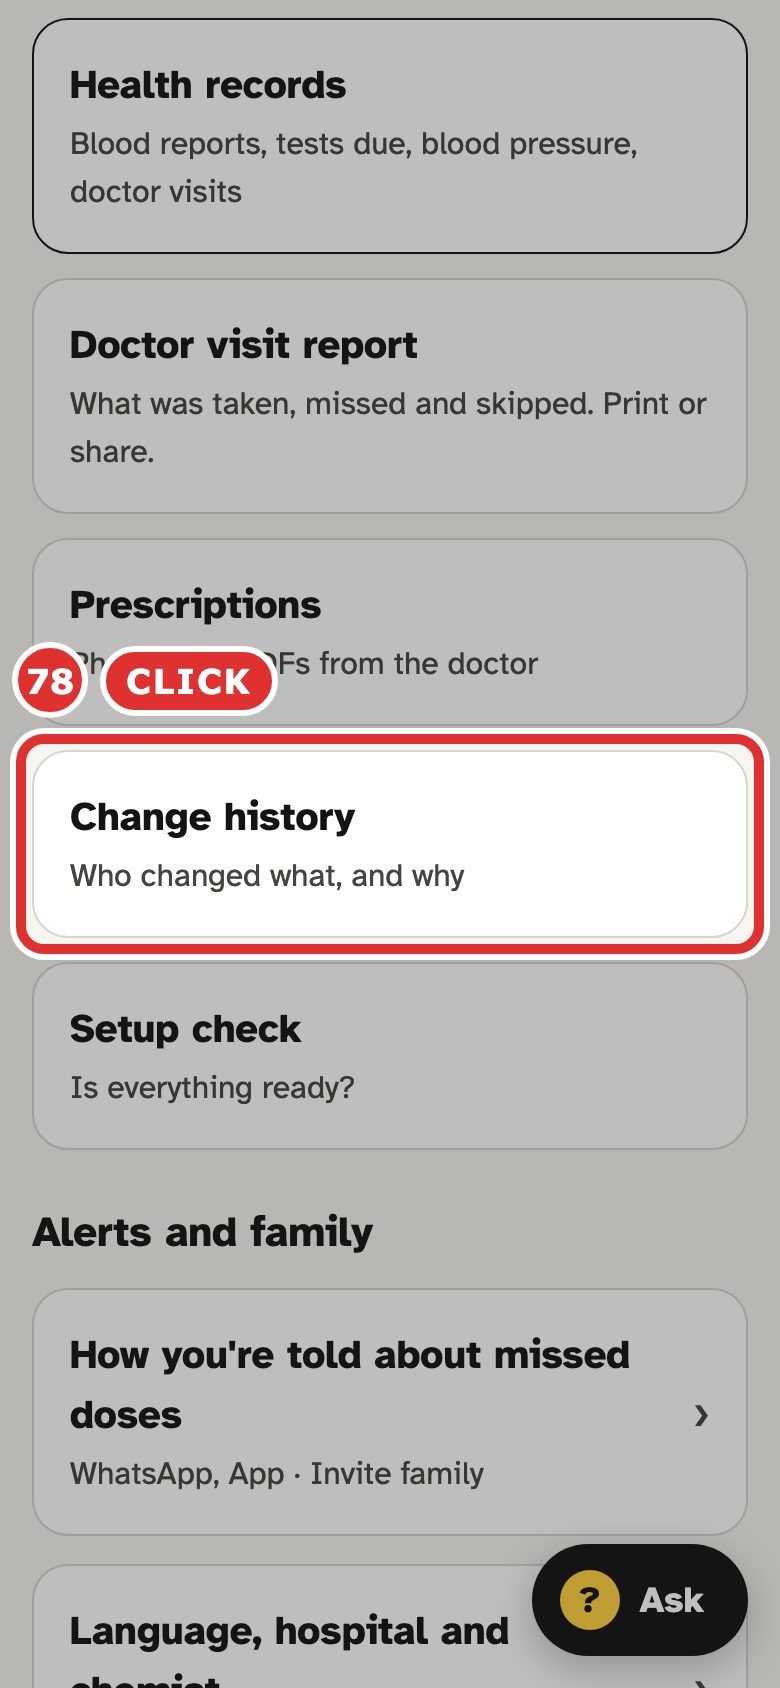 Health records
Blood reports, tests due, blood pressure,
doctor visits
Doctor visit report
What was taken, missed and skipped. Print or
share.
Prescriptions
78
CLICK
from the doctor
Change history
Who changed what, and why
Setup check
Is everything ready?
Alerts and family
How you're told about missed
doses
›
WhatsApp, App · Invite family
? Ask
Language, hospital and